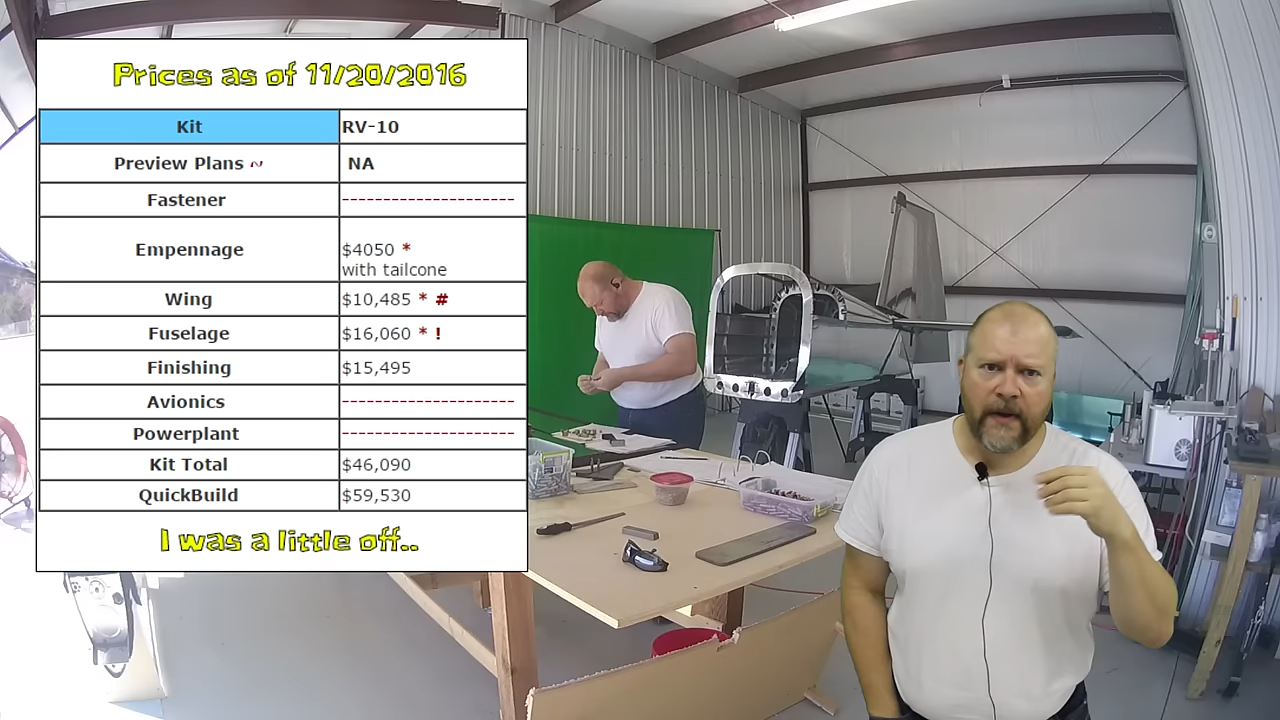 Prices as of 11/20/2016
Kit RV-10
Preview Plans ~ NA
Fastener ---------------------
Empennage $4050 *
with tailcone
Wing $10,485 * #
Fuselage $16,060 * !
Finishing $15,495
Avionics ---------------------
Powerplant ---------------------
Kit Total $46,090
QuickBuild $59,530
I was a little off..